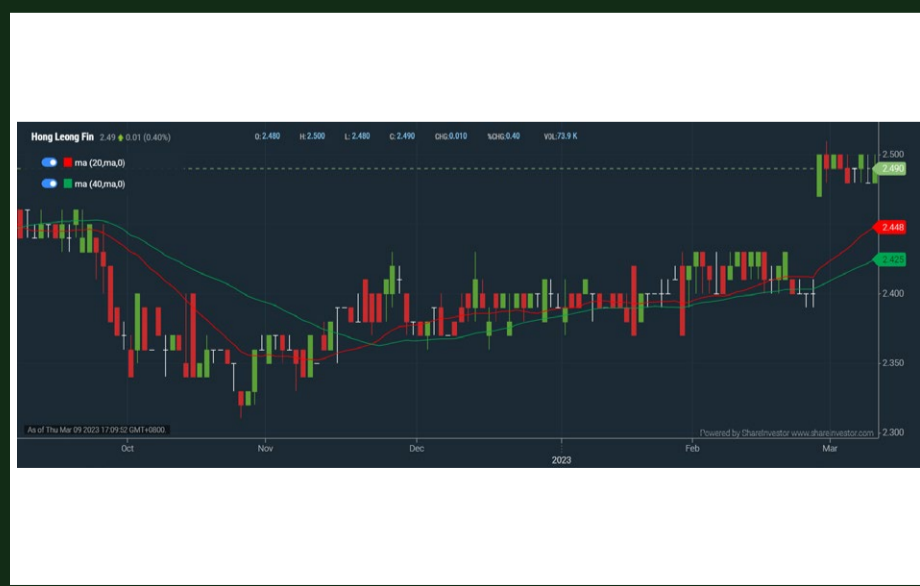 Hong Leong Fin 2.49 0.01 (0.40%) O: 2.480 H: 2.500 L: 2.480 C: 2.490 CHG:0.010 %CHG:0.40 VOL:73.9 K
ma (20,ma,0)
ma (40,ma,0)
2.500
2.490
2.448
2.425
2.400
2.350
2.300
As of Thu Mar 09 2023 17:09:52 GMT+0800.
Powered by ShareInvestor www.shareinvestor.com
Oct Nov Dec 2023 Feb Mar